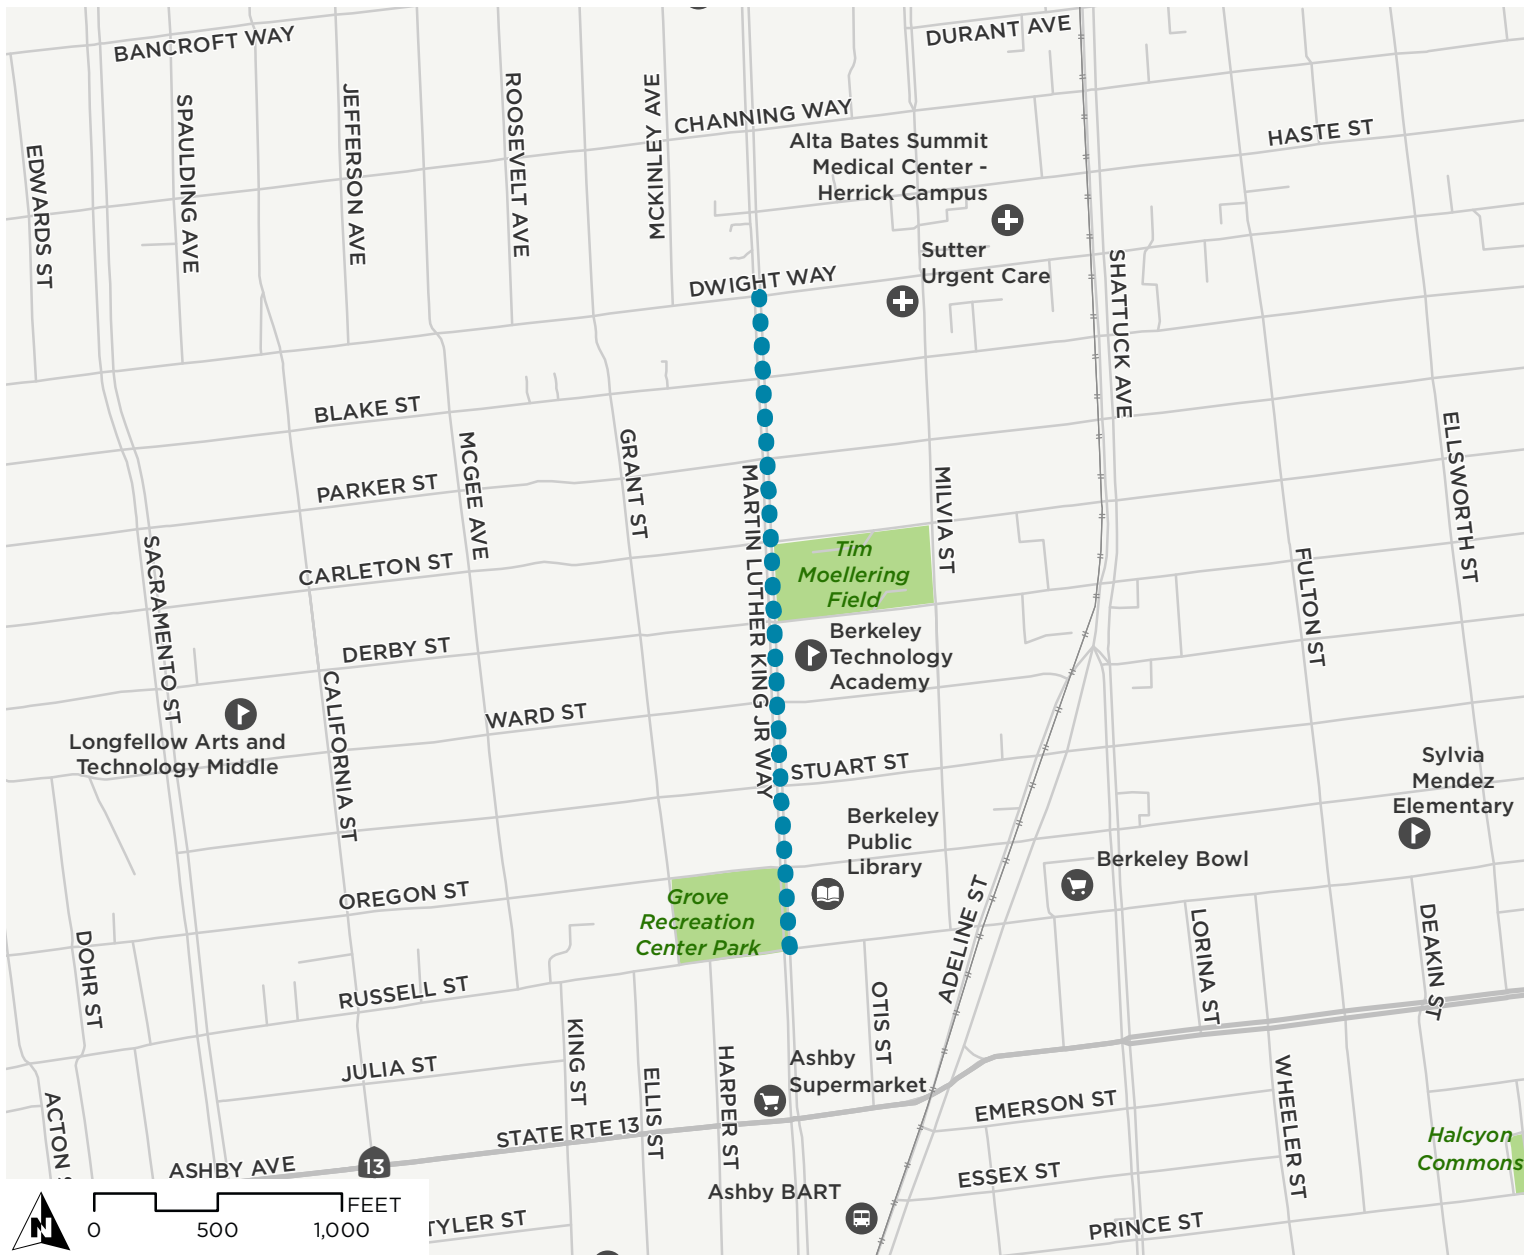 BANCROFT WAY
DURANT AVE
CHANNING WAY
HASTE ST
EDWARDS ST
SPAULDING AVE
JEFFERSON AVE
ROOSEVELT AVE
MCKINLEY AVE
Alta Bates Summit
Medical Center -
Herrick Campus
Sutter
Urgent Care
DWIGHT WAY
SHATTUCK AVE
BLAKE ST
PARKER ST
CARLETON ST
MCGEE AVE
GRANT ST
MARTIN LUTHER KING JR WAY
MILVIA ST
ELLSWORTH ST
FULTON ST
SACRAMENTO ST
Tim
Moellering
Field
Berkeley
Technology
Academy
DERBY ST
WARD ST
CALIFORNIA ST
Longfellow Arts and
Technology Middle
STUART ST
Sylvia
Mendez
Elementary
Berkeley
Public
Library
Berkeley Bowl
OREGON ST
Grove
Recreation
Center Park
ADELINE ST
LORINA ST
DEAKIN ST
DOHR ST
RUSSELL ST
OTIS ST
JULIA ST
KING ST
ELLIS ST
HARPER ST
Ashby
Supermarket
WHEELER ST
EMERSON ST
STATE RTE 13
ACTON S
ASHBY AVE
13
Halcyon
Commons
ESSEX ST
Ashby BART
PRINCE ST
TYLER ST
N
FEET
0
500
1,000